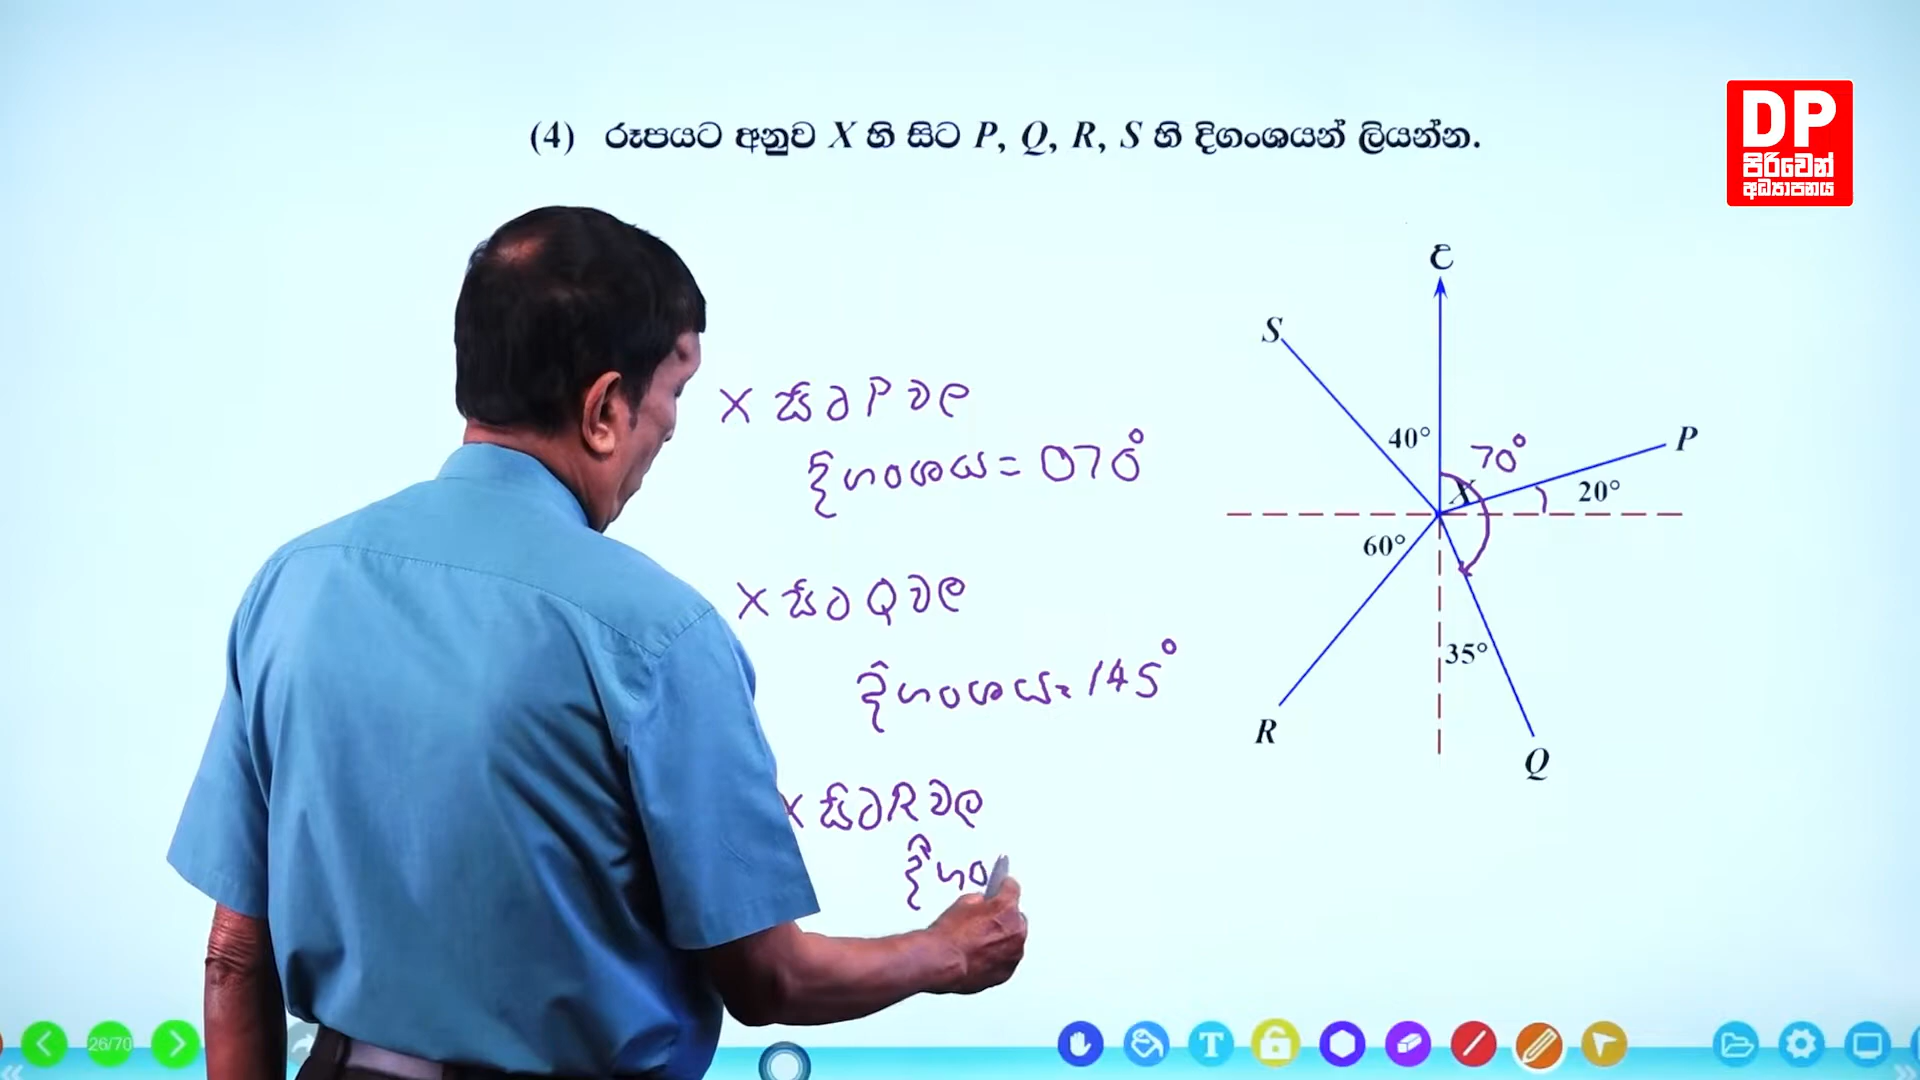 (4) රූපයට අනුව X හි සිට P, Q, R, S හි දිගංශයන් ලියන්න.
DP
පිරිවෙන්
අධ්‍යාපනය
උ
S
40°
70°
P
X
20°
60°
35°
R
Q
X සිට P වල
දිගංශය = 070°
X සිට Q වල
දිගංශය = 145°
X සිට R වල
දිගං
26/70
T